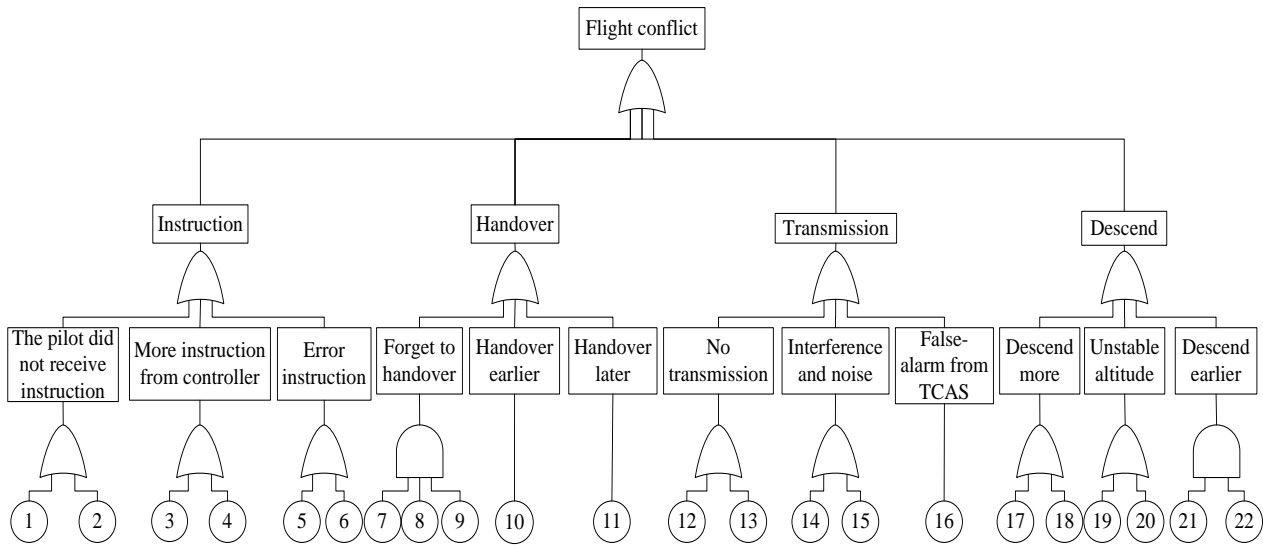 Flight conflict
Instruction
Handover
Transmission
Descend
The pilot did
not receive
instruction
More instruction
from controller
Error
instruction
Forget to
handover
Handover
earlier
Handover
later
No
transmission
Interference
and noise
False-
alarm from
TCAS
Descend
more
Unstable
altitude
Descend
earlier
1
2
3
4
5
6
7
8
9
10
11
12
13
14
15
16
17
18
19
20
21
22